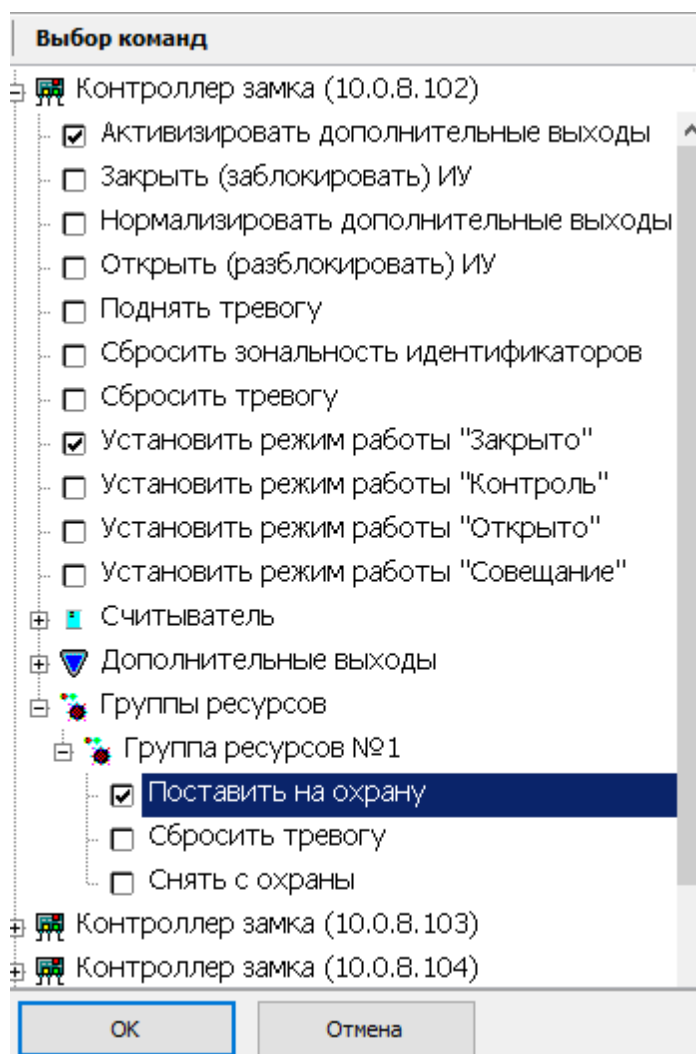 Выбор команд
Контроллер замка (10.0.8.102)
Активизировать дополнительные выходы
Закрыть (заблокировать) ИУ
Нормализировать дополнительные выходы
Открыть (разблокировать) ИУ
Поднять тревогу
Сбросить зональность идентификаторов
Сбросить тревогу
Установить режим работы "Закрыто"
Установить режим работы "Контроль"
Установить режим работы "Открыто"
Установить режим работы "Совещание"
Считыватель
Дополнительные выходы
Группы ресурсов
Группа ресурсов №1
Поставить на охрану
Сбросить тревогу
Снять с охраны
Контроллер замка (10.0.8.103)
Контроллер замка (10.0.8.104)
ОК Отмена